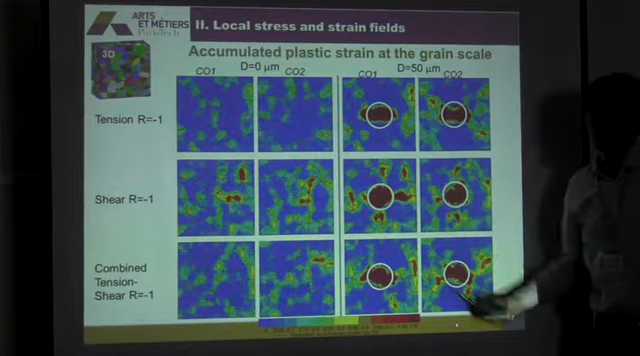 ARTS
ET MÉTIERS
ParisTech
II. Local stress and strain fields
3D
Accumulated plastic strain at the grain scale
D=0 μm
D=50 μm
CO1
CO2
CO1
CO2
Tension R=-1
Shear R=-1
Combined
Tension-
Shear R=-1